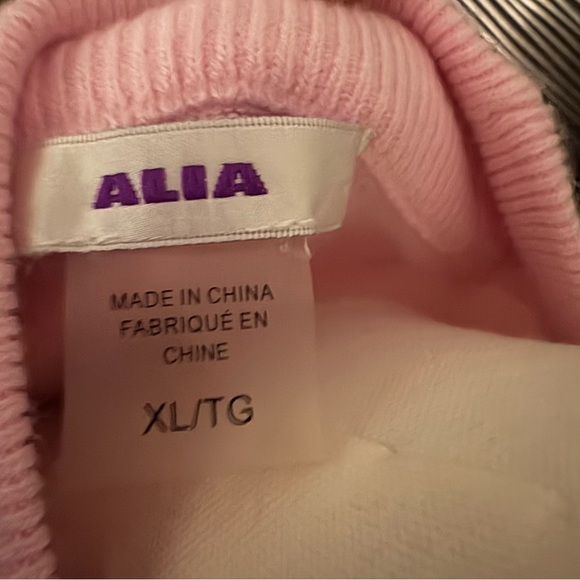 ALIA
MADE IN CHINA
FABRIQUÉ EN
CHINE
XL/TG